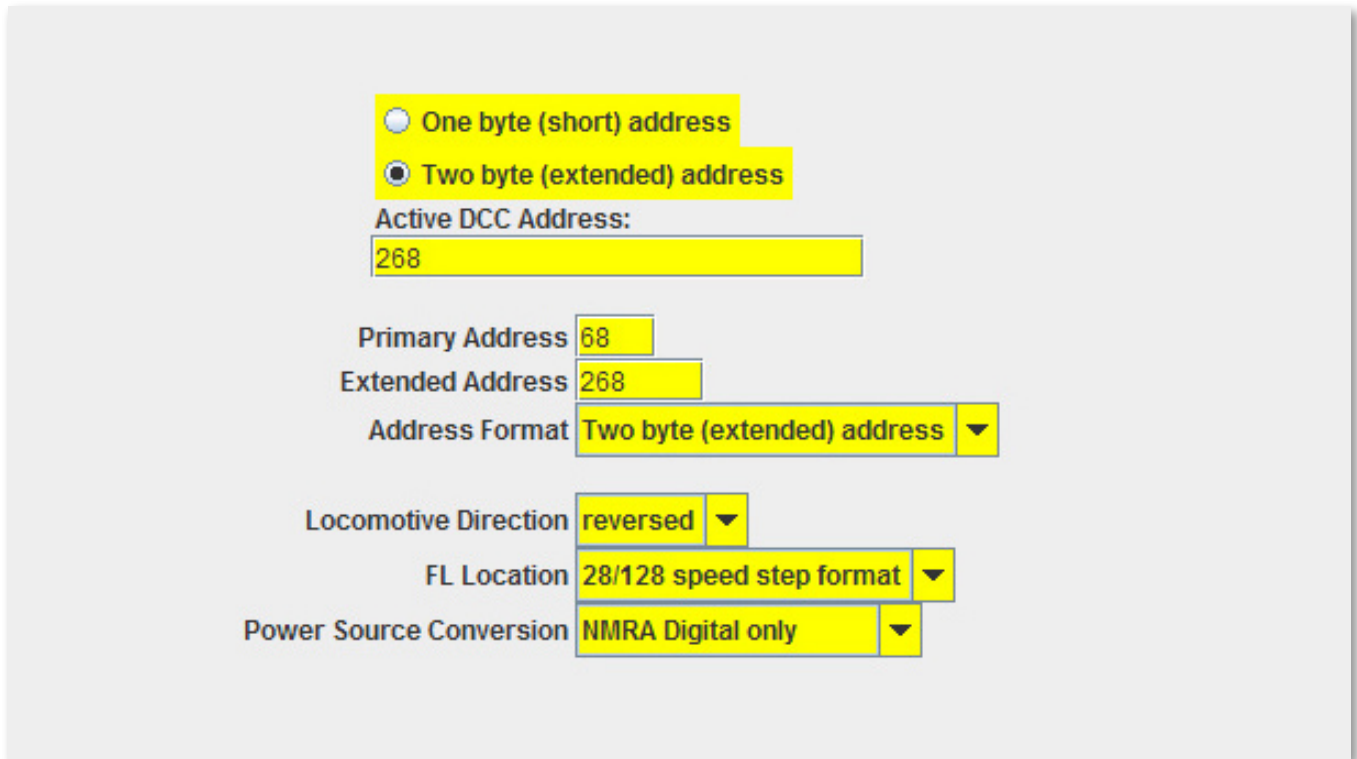 One byte (short) address
Two byte (extended) address
Active DCC Address:
268
Primary Address 68
Extended Address 268
Address Format Two byte (extended) address
Locomotive Direction reversed
FL Location 28/128 speed step format
Power Source Conversion NMRA Digital only